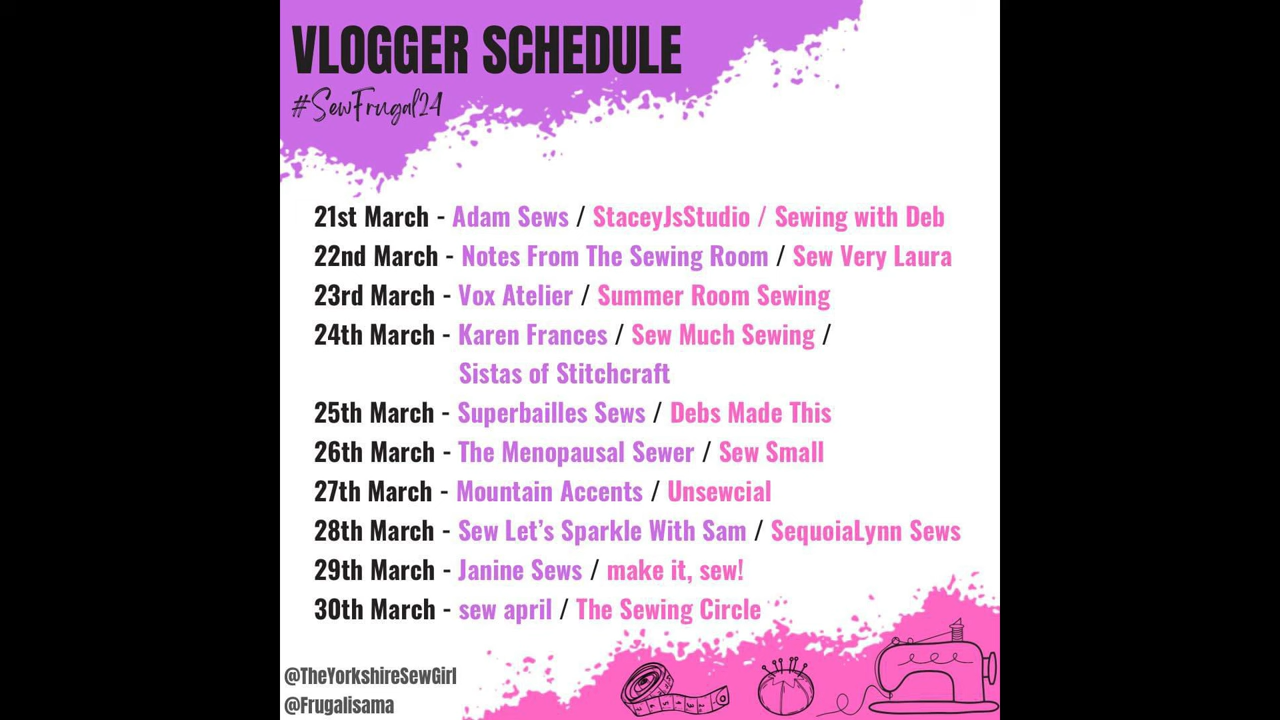 VLOGGER SCHEDULE
#SewFrugal24
21st March - Adam Sews / StaceyJsStudio / Sewing with Deb
22nd March - Notes From The Sewing Room / Sew Very Laura
23rd March - Vox Atelier / Summer Room Sewing
24th March - Karen Frances / Sew Much Sewing /
Sistas of Stitchcraft
25th March - Superbailles Sews / Debs Made This
26th March - The Menopausal Sewer / Sew Small
27th March - Mountain Accents / Unsewcial
28th March - Sew Let’s Sparkle With Sam / SequoiaLynn Sews
29th March - Janine Sews / make it, sew!
30th March - sew april / The Sewing Circle
@TheYorkshireSewGirl
@Frugalisama